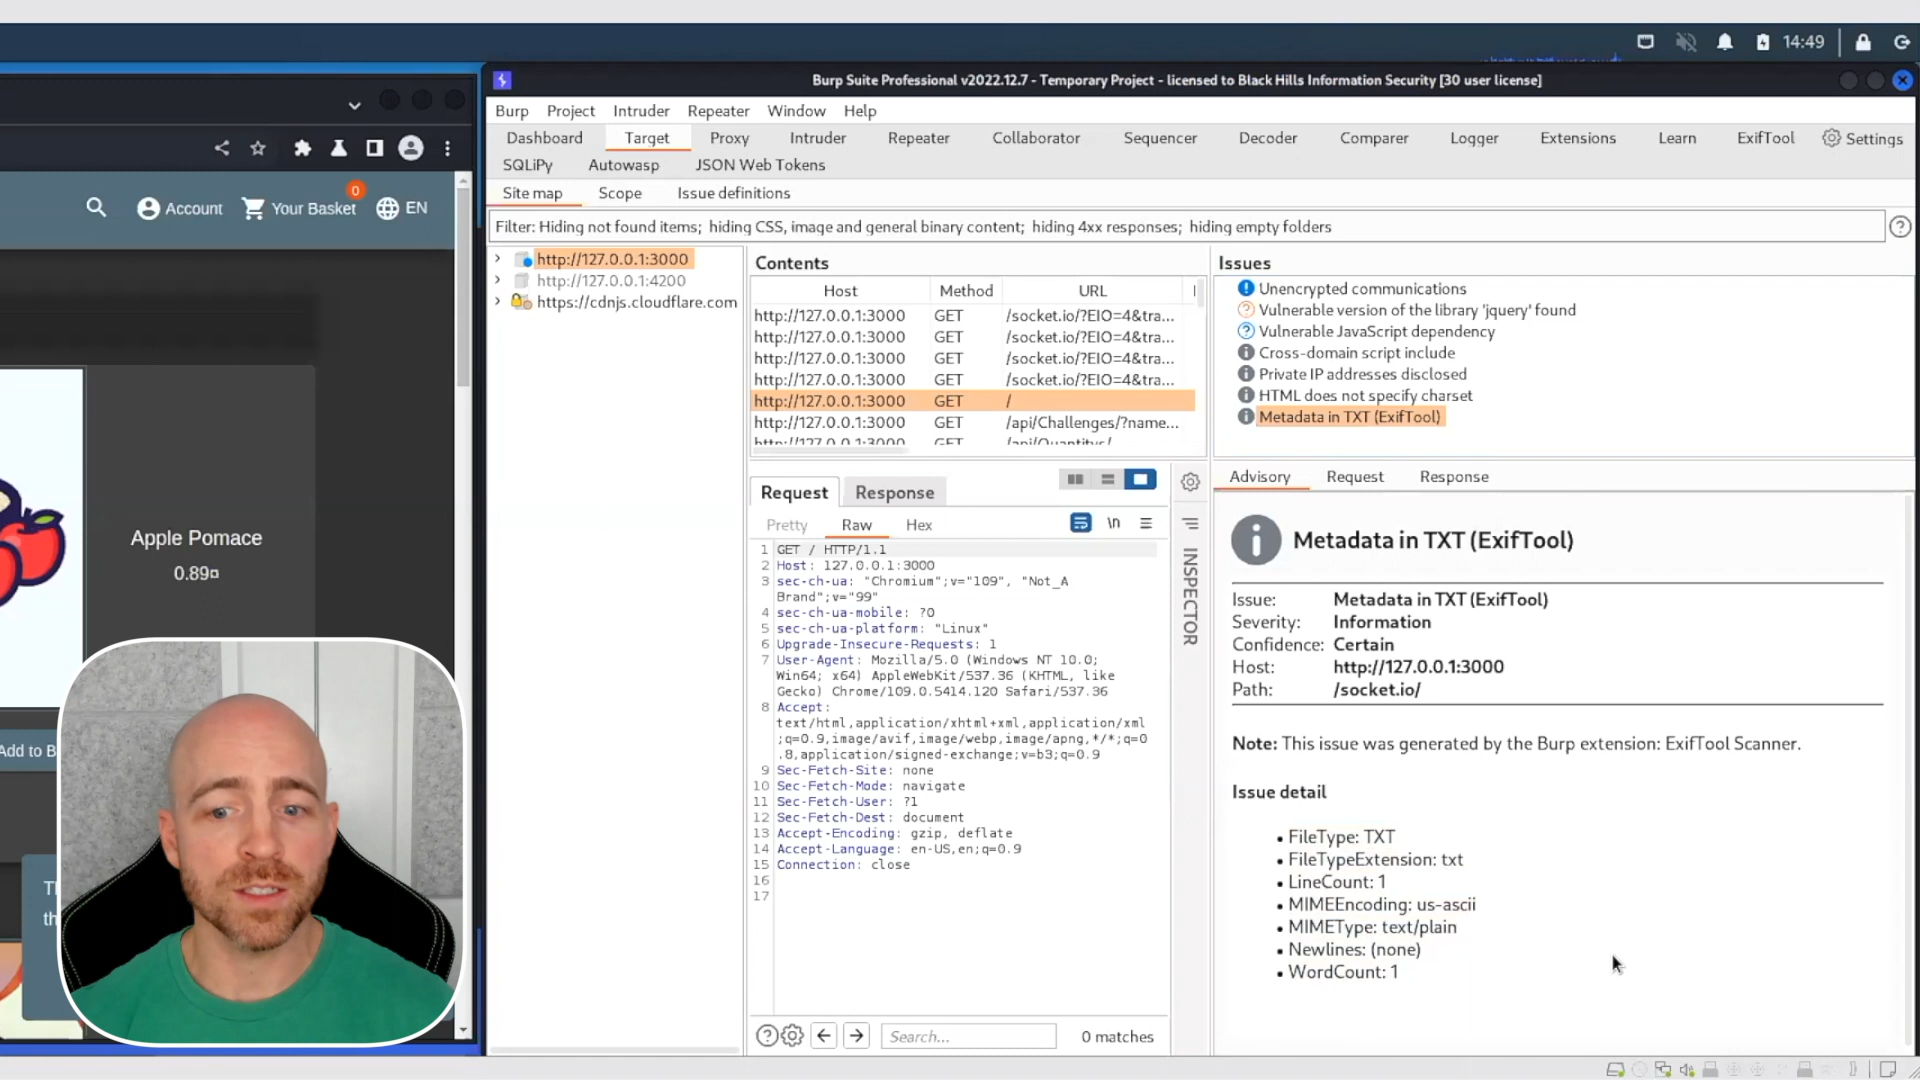 14:49
Burp Suite Professional v2022.12.7 - Temporary Project - licensed to Black Hills Information Security [30 user license]
Burp Project Intruder Repeater Window Help
Dashboard Target Proxy Intruder Repeater Collaborator Sequencer Decoder Comparer Logger Extensions Learn ExifTool Settings
SQLiPy Autowasp JSON Web Tokens
Site map Scope Issue definitions
Filter: Hiding not found items; hiding CSS, image and general binary content; hiding 4xx responses; hiding empty folders
0
Account Your Basket EN
Apple Pomace
0.89¤
Add to B
http://127.0.0.1:3000
http://127.0.0.1:4200
https://cdnjs.cloudflare.com
Contents
Host Method URL
http://127.0.0.1:3000 GET /socket.io/?EIO=4&tra...
http://127.0.0.1:3000 GET /socket.io/?EIO=4&tra...
http://127.0.0.1:3000 GET /socket.io/?EIO=4&tra...
http://127.0.0.1:3000 GET /socket.io/?EIO=4&tra...
http://127.0.0.1:3000 GET /
http://127.0.0.1:3000 GET /api/Challenges/?name...
http://127.0.0.1:3000 GET /api/Quantitys/
Issues
Unencrypted communications
Vulnerable version of the library 'jquery' found
Vulnerable JavaScript dependency
Cross-domain script include
Private IP addresses disclosed
HTML does not specify charset
Metadata in TXT (ExifTool)
Request Response
Pretty Raw Hex \n
1 GET / HTTP/1.1
2 Host: 127.0.0.1:3000
3 sec-ch-ua: "Chromium";v="109", "Not_A
Brand";v="99"
4 sec-ch-ua-mobile: ?0
5 sec-ch-ua-platform: "Linux"
6 Upgrade-Insecure-Requests: 1
7 User-Agent: Mozilla/5.0 (Windows NT 10.0;
Win64; x64) AppleWebKit/537.36 (KHTML, like
Gecko) Chrome/109.0.5414.120 Safari/537.36
8 Accept:
text/html,application/xhtml+xml,application/xml
;q=0.9,image/avif,image/webp,image/apng,*/*;q=0
.8,application/signed-exchange;v=b3;q=0.9
9 Sec-Fetch-Site: none
10 Sec-Fetch-Mode: navigate
11 Sec-Fetch-User: ?1
12 Sec-Fetch-Dest: document
13 Accept-Encoding: gzip, deflate
14 Accept-Language: en-US,en;q=0.9
15 Connection: close
16
17
Search... 0 matches
INSPECTOR
Advisory Request Response
Metadata in TXT (ExifTool)
Issue: Metadata in TXT (ExifTool)
Severity: Information
Confidence: Certain
Host: http://127.0.0.1:3000
Path: /socket.io/
Note: This issue was generated by the Burp extension: ExifTool Scanner.
Issue detail
• FileType: TXT
• FileTypeExtension: txt
• LineCount: 1
• MIMEEncoding: us-ascii
• MIMEType: text/plain
• Newlines: (none)
• WordCount: 1